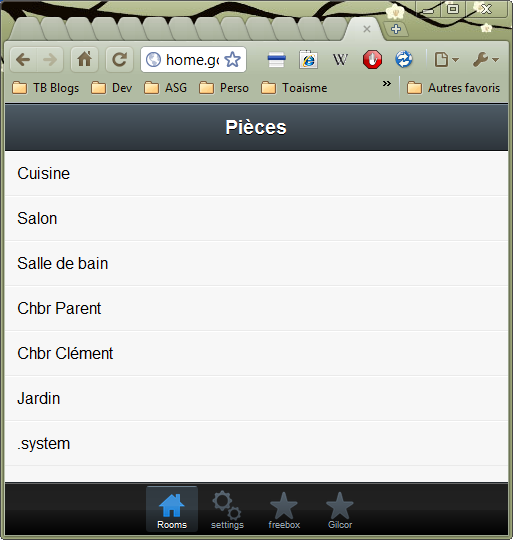 home.go
TB Blogs Dev ASG Perso Toaisme » Autres favoris
Pièces
Cuisine
Salon
Salle de bain
Chbr Parent
Chbr Clément
Jardin
.system
Rooms settings freebox Gilcor